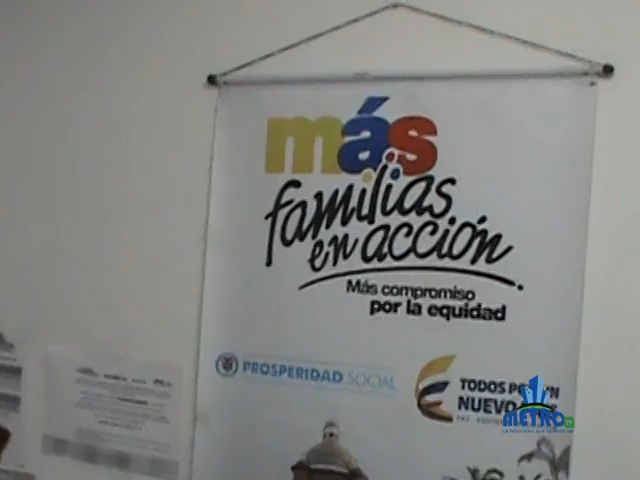 más
familias
en acción
Más compromiso
por la equidad
PROSPERIDAD SOCIAL
TODOS POR UN
NUEVO
METRO